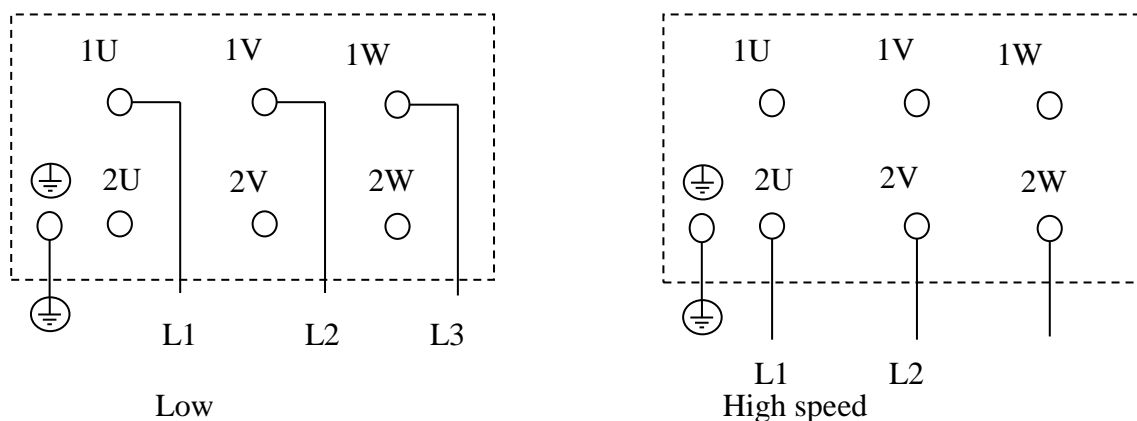 1U 1V 1W
2U 2V 2W
L1 L2 L3
Low
1U 1V 1W
2U 2V 2W
L1 L2
High speed